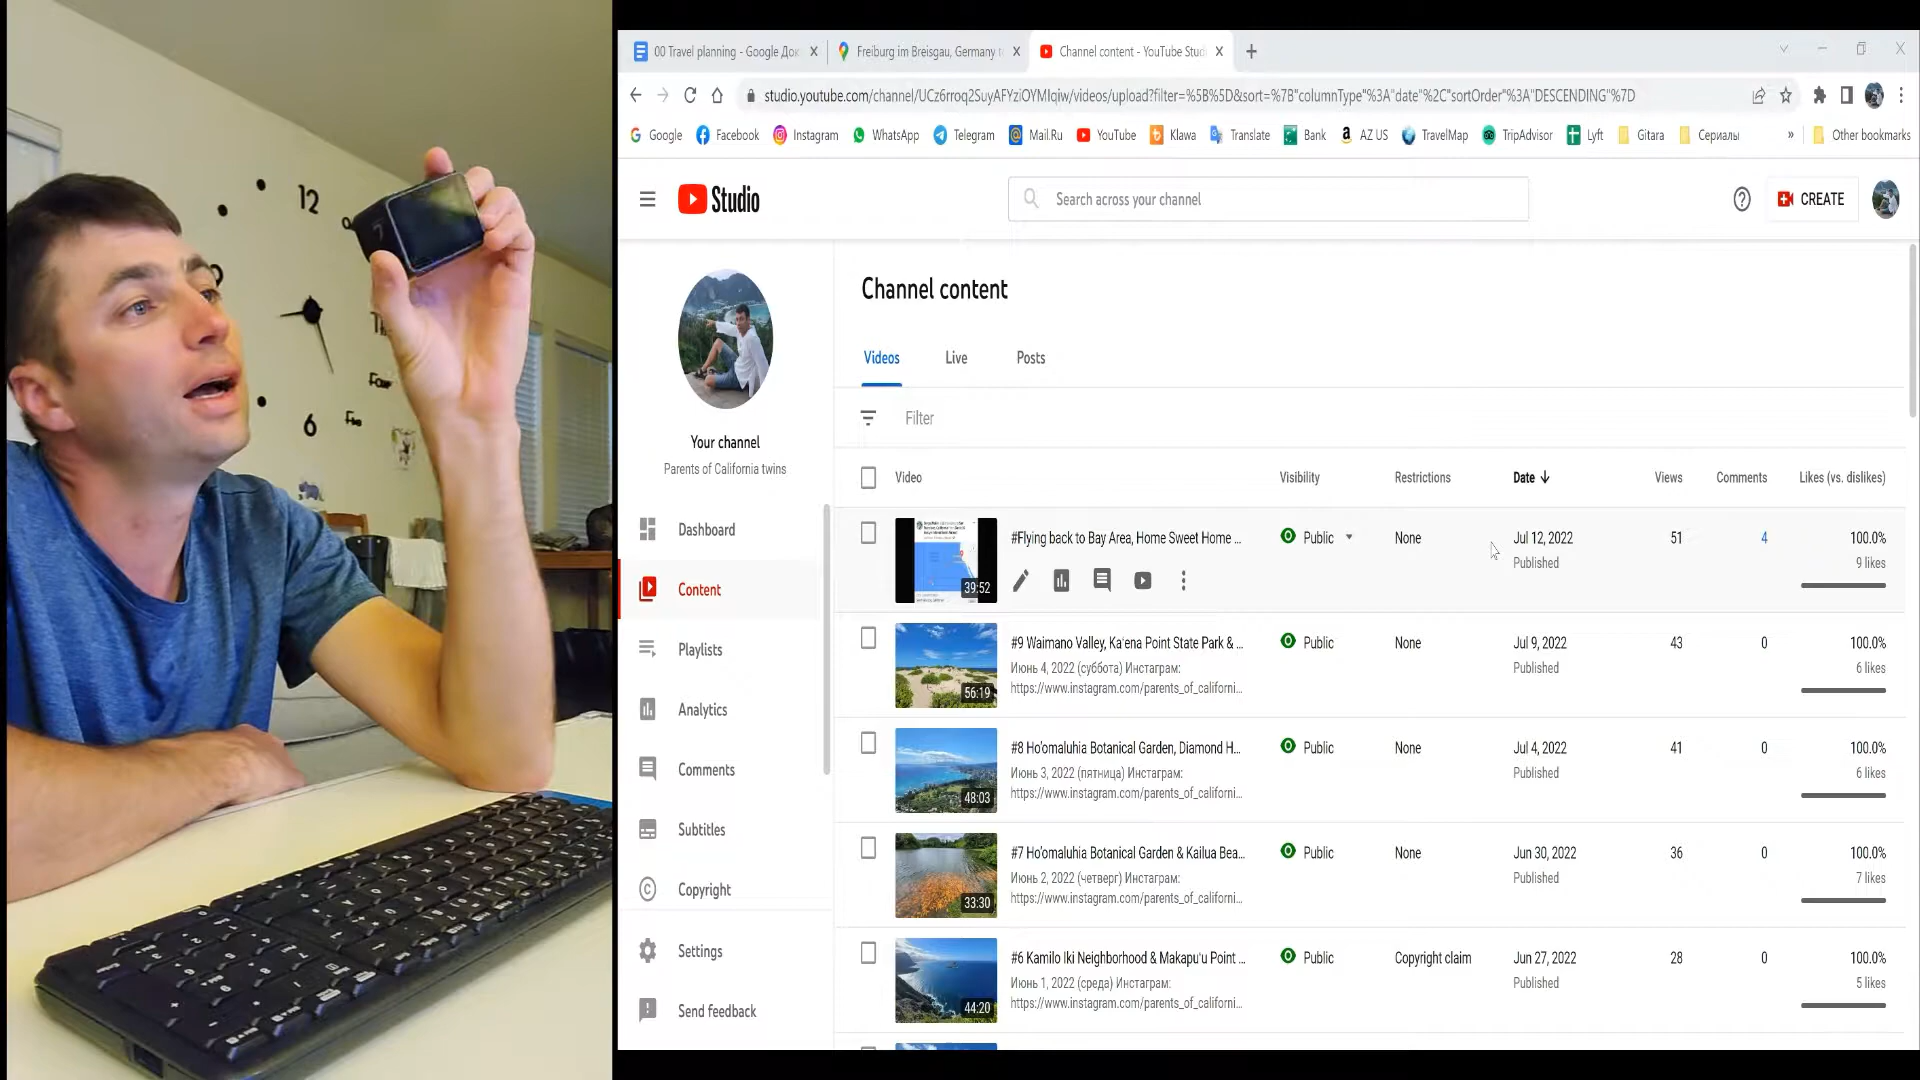 12
9
Three
Four
Five
6
7
00 Travel planning - Google Док
Freiburg im Breisgau, Germany t
Channel content - YouTube Stud
studio.youtube.com/channel/UCz6rroq2SuyAFYziOYMIqiw/videos/upload?filter=%5B%5D&sort=%7B"columnType"%3A"date"%2C"sortOrder"%3A"DESCENDING"%7D
Google Facebook Instagram WhatsApp Telegram Mail.Ru YouTube Klawa Translate Bank AZ US TravelMap TripAdvisor Lyft Gitara Сериалы » Other bookmarks
Studio
Search across your channel
CREATE
Your channel
Parents of California twins
Dashboard
Content
Playlists
Analytics
Comments
Subtitles
Copyright
Settings
Send feedback
Channel content
Videos Live Posts
Filter
Video Visibility Restrictions Date Views Comments Likes (vs. dislikes)
39:52
#Flying back to Bay Area, Home Sweet Home ... Public None Jul 12, 2022 51 4 100.0%
Published 9 likes
56:19
#9 Waimano Valley, Ka'ena Point State Park & ... Public None Jul 9, 2022 43 0 100.0%
Июнь 4, 2022 (суббота) Инстаграм: Published 6 likes
https://www.instagram.com/parents_of_californi...
48:03
#8 Ho'omaluhia Botanical Garden, Diamond H... Public None Jul 4, 2022 41 0 100.0%
Июнь 3, 2022 (пятница) Инстаграм: Published 6 likes
https://www.instagram.com/parents_of_californi...
33:30
#7 Ho'omaluhia Botanical Garden & Kailua Bea... Public None Jun 30, 2022 36 0 100.0%
Июнь 2, 2022 (четверг) Инстаграм: Published 7 likes
https://www.instagram.com/parents_of_californi...
44:20
#6 Kamilo Iki Neighborhood & Makapu'u Point ... Public Copyright claim Jun 27, 2022 28 0 100.0%
Июнь 1, 2022 (среда) Инстаграм: Published 5 likes
https://www.instagram.com/parents_of_californi...